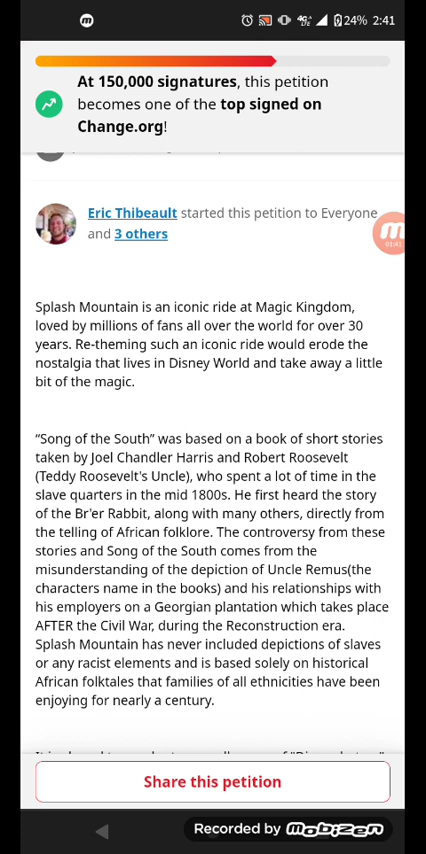 24% 2:41
At 150,000 signatures, this petition
becomes one of the top signed on
Change.org!
Eric Thibeault started this petition to Everyone
and 3 others
01:41
Splash Mountain is an iconic ride at Magic Kingdom,
loved by millions of fans all over the world for over 30
years. Re-theming such an iconic ride would erode the
nostalgia that lives in Disney World and take away a little
bit of the magic.
“Song of the South” was based on a book of short stories
taken by Joel Chandler Harris and Robert Roosevelt
(Teddy Roosevelt's Uncle), who spent a lot of time in the
slave quarters in the mid 1800s. He first heard the story
of the Br'er Rabbit, along with many others, directly from
the telling of African folklore. The controversy from these
stories and Song of the South comes from the
misunderstanding of the depiction of Uncle Remus(the
characters name in the books) and his relationships with
his employers on a Georgian plantation which takes place
AFTER the Civil War, during the Reconstruction era.
Splash Mountain has never included depictions of slaves
or any racist elements and is based solely on historical
African folktales that families of all ethnicities have been
enjoying for nearly a century.
Share this petition
Recorded by Mobizen